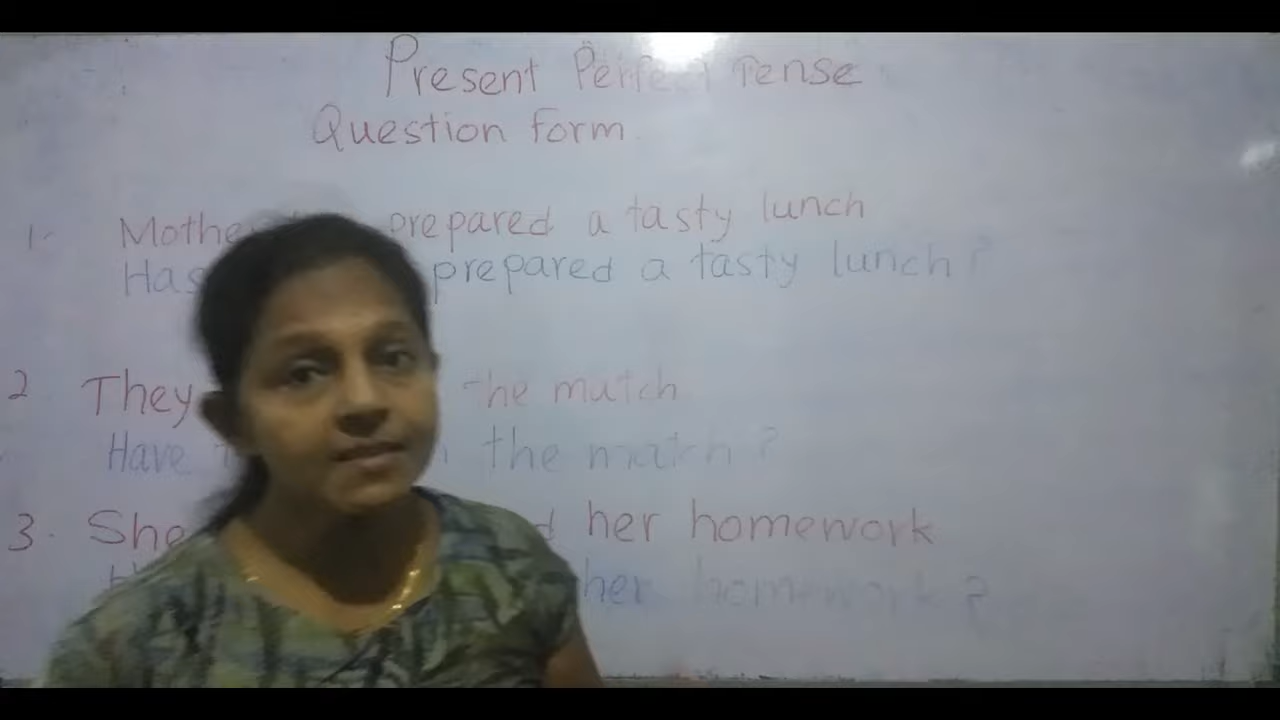 Present Perfect Tense
Question form.
1. prepared a tasty lunch
Has prepared a tasty lunch?
2 They the match
Have the match?
3. She her homework
her homework?